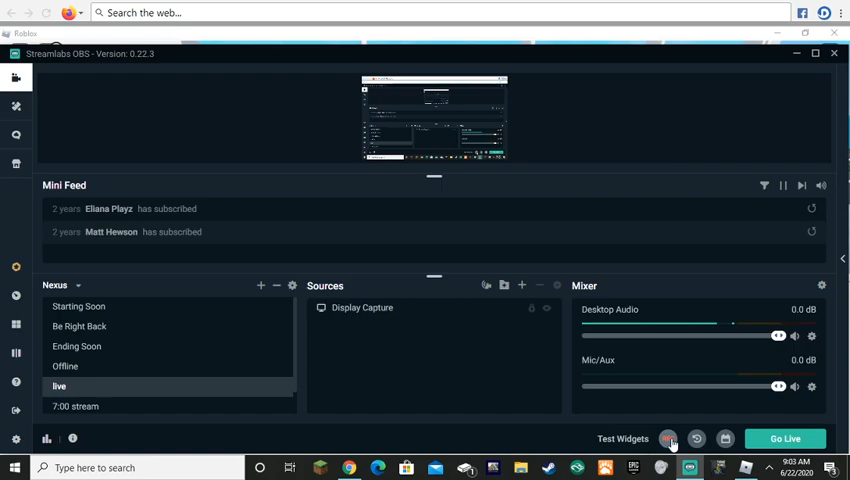 Search the web...
Roblox
Streamlabs OBS - Version: 0.22.3
Mini Feed
2 years Eliana Playz has subscribed
2 years Matt Hewson has subscribed
Nexus
Sources
Mixer
Starting Soon
Be Right Back
Ending Soon
Offline
live
7:00 stream
Display Capture
Desktop Audio 0.0 dB
Mic/Aux 0.0 dB
Test Widgets
REC
Go Live
Type here to search
EPIC
9:03 AM
6/22/2020